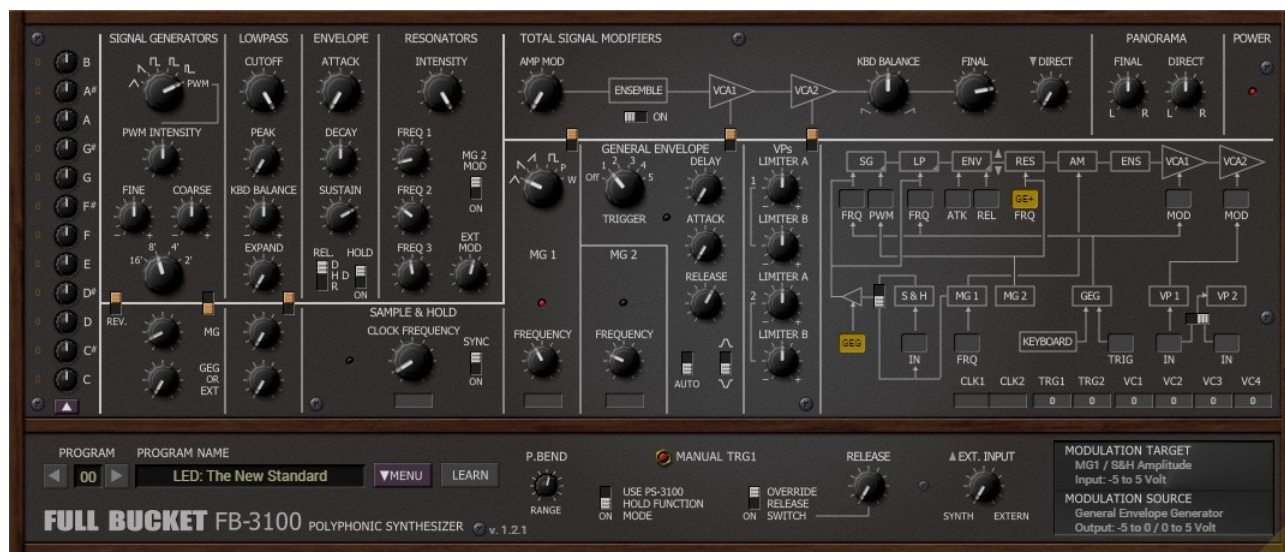 SIGNAL GENERATORS LOWPASS ENVELOPE RESONATORS TOTAL SIGNAL MODIFIERS PANORAMA POWER
B
A#
A
G#
G
F#
F
E
D#
D
C#
C
PWM
PWM INTENSITY
FINE COARSE
- + - +
16' 8' 4' 2'
REV.
MG
GEG
OR
EXT
CUTOFF
PEAK
KBD BALANCE
- +
EXPAND
ATTACK
DECAY
SUSTAIN
REL. HOLD
D
H D
R ON
INTENSITY
FREQ 1
MG 2
MOD
FREQ 2
ON
FREQ 3 EXT
MOD
SAMPLE & HOLD
CLOCK FREQUENCY
SYNC
ON
AMP MOD ENSEMBLE VCA1 VCA2 KBD BALANCE FINAL ▼DIRECT
ON
FINAL DIRECT
L R L R
P
W
MG 1
FREQUENCY
GENERAL ENVELOPE
Off 1 2 3 4 5
TRIGGER
MG 2
FREQUENCY
DELAY
ATTACK
RELEASE
AUTO
VPs
LIMITER A
1 - +
LIMITER B
- +
LIMITER A
2 - +
LIMITER B
- +
SG LP ENV RES AM ENS VCA1 VCA2
GE+
FRQ PWM FRQ ATK REL FRQ MOD MOD
S & H MG 1 MG 2 GEG VP 1 VP 2
GEG KEYBOARD
IN FRQ TRIG IN IN
CLK1 CLK2 TRG1 TRG2 VC1 VC2 VC3 VC4
0 0 0 0 0 0
PROGRAM PROGRAM NAME
00 LED: The New Standard ▼MENU LEARN
FULL BUCKET FB-3100 POLYPHONIC SYNTHESIZER v. 1.2.1
P.BEND
RANGE
MANUAL TRG1
USE PS-3100
HOLD FUNCTION
ON MODE
OVERRIDE
RELEASE
ON SWITCH
RELEASE
▲EXT. INPUT
SYNTH EXTERN
MODULATION TARGET
MG1 / S&H Amplitude
Input: -5 to 5 Volt
MODULATION SOURCE
General Envelope Generator
Output: -5 to 0 / 0 to 5 Volt